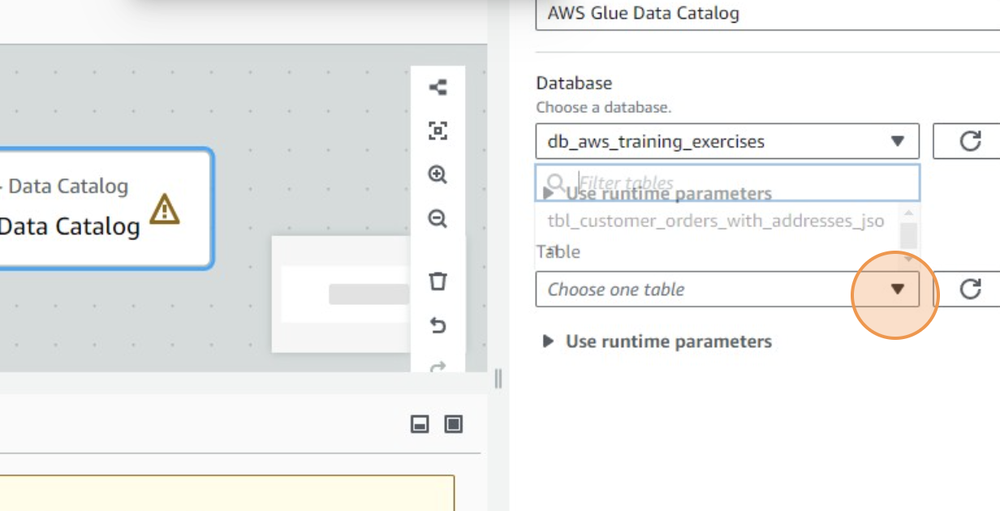 AWS Glue Data Catalog
- Data Catalog
Data Catalog
Database
Choose a database.
db_aws_training_exercises
Filter tables
Use runtime parameters
tbl_customer_orders_with_addresses_jso
n
Table
Choose one table
Use runtime parameters